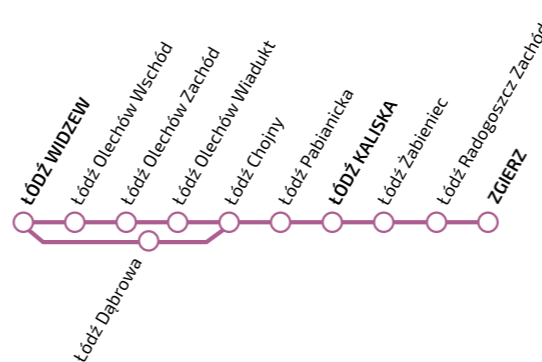 ŁÓDŹ WIDZEW
Łódź Olechów Wschód
Łódź Olechów Zachód
Łódź Olechów Wiadukt
Łódź Chojny
Łódź Pabianicka
ŁÓDŹ KALISKA
Łódź Żabieniec
Łódź Radogoszcz Zachód
ZGIERZ
Łódź Dąbrowa